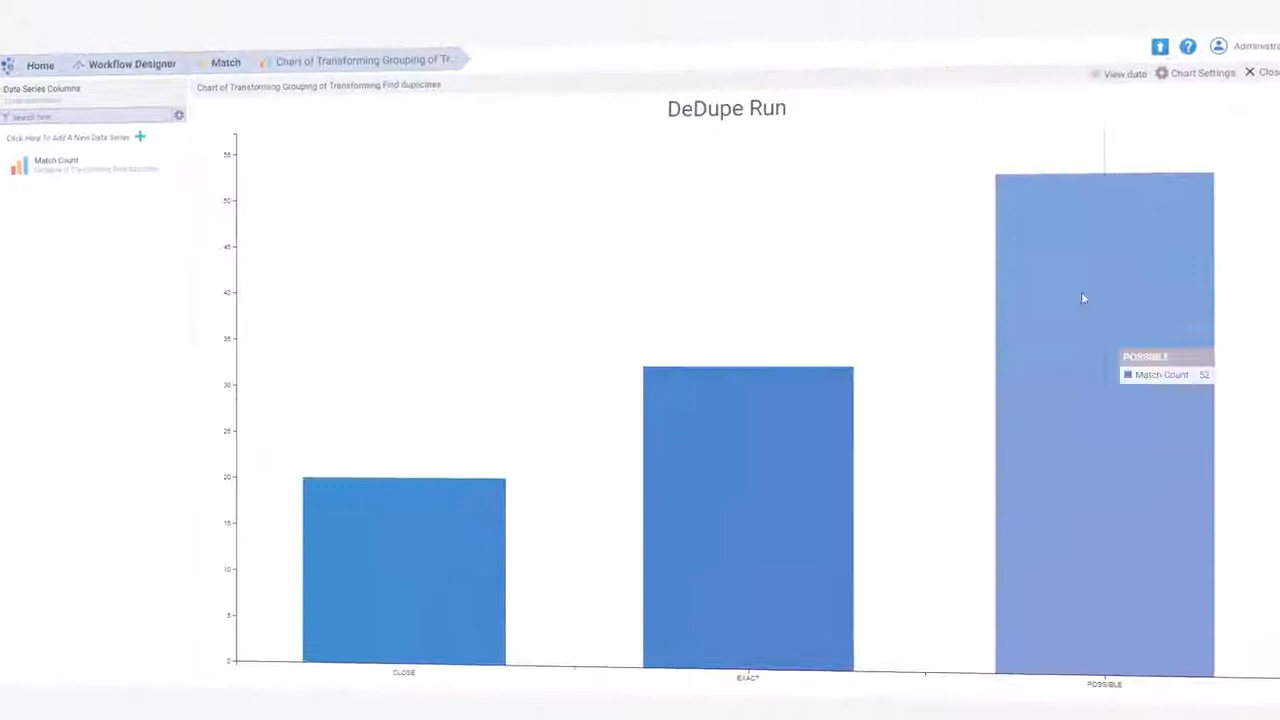 Home
Workflow Designer
Match
Chart of Transforming Grouping of Tr...
Administra
Data Series Columns
View data
Chart Settings
Clos
Chart of Transforming Grouping of Transforming Find duplicates
Click Here To Add A New Data Series
Match Count
DeDupe Run
55
50
45
40
35
30
25
20
15
10
5
0
POSSIBLE
Match Count 52
CLOSE
EXACT
POSSIBLE